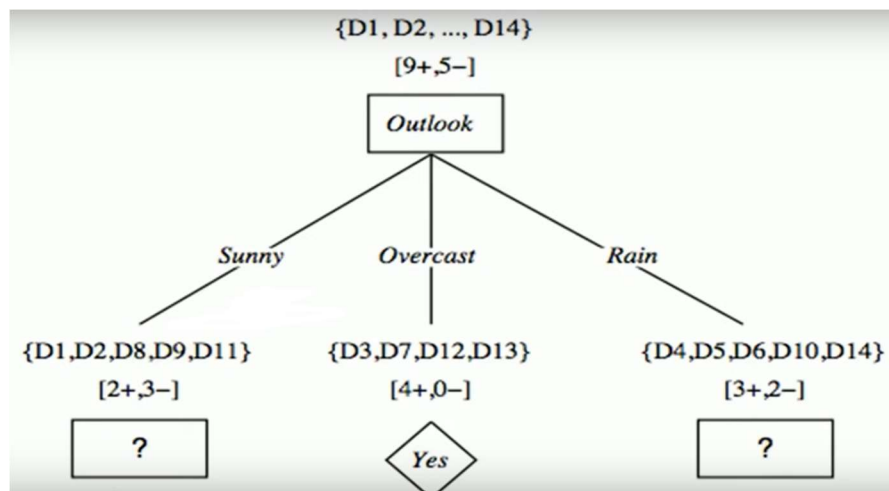 {D1, D2, ..., D14}
[9+,5−]
Outlook
Sunny
Overcast
Rain
{D1,D2,D8,D9,D11}
{D3,D7,D12,D13}
{D4,D5,D6,D10,D14}
[2+,3−]
[4+,0−]
[3+,2−]
?
Yes
?